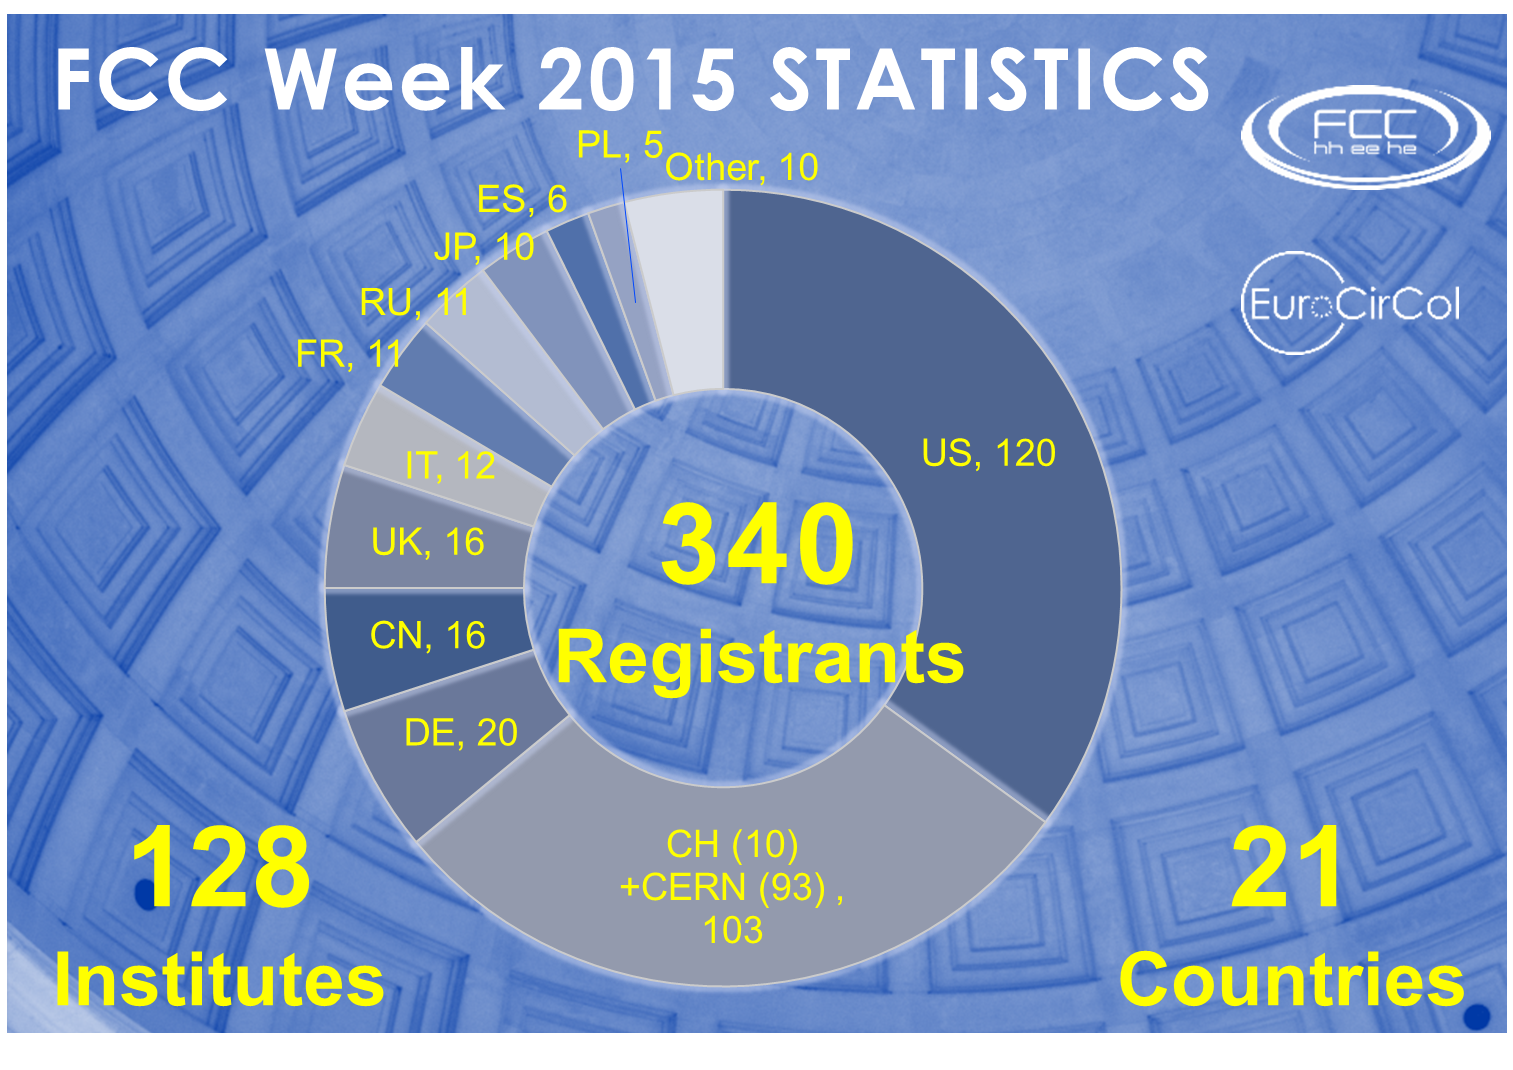 FCC Week 2015 STATISTICS
FCC
hh ee he
EuroCirCol
PL, 5
Other, 10
ES, 6
JP, 10
RU, 11
FR, 11
IT, 12
UK, 16
CN, 16
DE, 20
US, 120
CH (10)
+CERN (93) ,
103
340
Registrants
128
Institutes
21
Countries